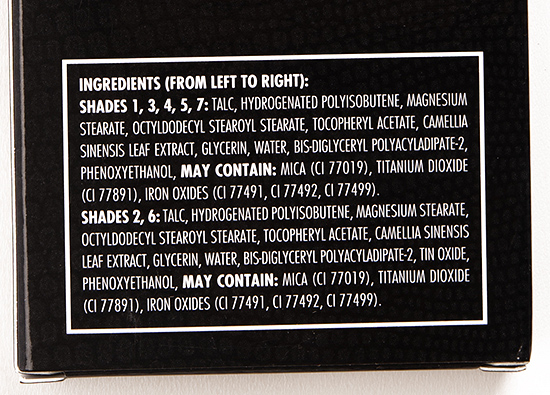 INGREDIENTS (FROM LEFT TO RIGHT):
SHADES 1, 3, 4, 5, 7: TALC, HYDROGENATED POLYISOBUTENE, MAGNESIUM
STEARATE, OCTYLDODECYL STEAROYL STEARATE, TOCOPHERYL ACETATE, CAMELLIA
SINENSIS LEAF EXTRACT, GLYCERIN, WATER, BIS-DIGLYCERYL POLYACYLADIPATE-2,
PHENOXYETHANOL, MAY CONTAIN: MICA (CI 77019), TITANIUM DIOXIDE
(CI 77891), IRON OXIDES (CI 77491, CI 77492, CI 77499).
SHADES 2, 6: TALC, HYDROGENATED POLYISOBUTENE, MAGNESIUM STEARATE,
OCTYLDODECYL STEAROYL STEARATE, TOCOPHERYL ACETATE, CAMELLIA SINENSIS
LEAF EXTRACT, GLYCERIN, WATER, BIS-DIGLYCERYL POLYACYLADIPATE-2, TIN OXIDE,
PHENOXYETHANOL, MAY CONTAIN: MICA (CI 77019), TITANIUM DIOXIDE
(CI 77891), IRON OXIDES (CI 77491, CI 77492, CI 77499).